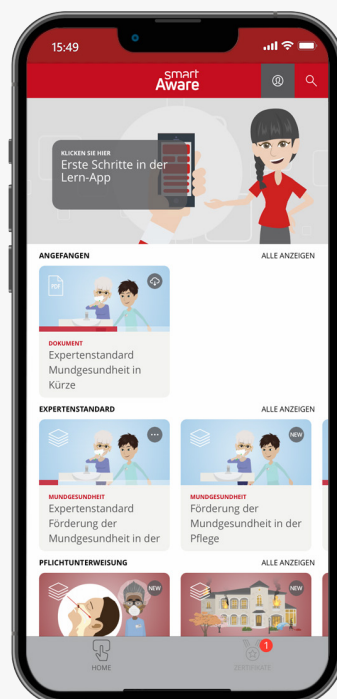 15:49
smart
Aware
KLICKEN SIE HIER
Erste Schritte in der
Lern-App
ANGEFANGEN
ALLE ANZEIGEN
PDF
DOKUMENT
Expertenstandard
Mundgesundheit in
Kürze
EXPERTENSTANDARD
ALLE ANZEIGEN
NEW
MUNDGESUNDHEIT
Expertenstandard
Förderung der
Mundgesundheit in der
MUNDGESUNDHEIT
Förderung der
Mundgesundheit in der
Pflege
PFLICHTUNTERWEISUNG
ALLE ANZEIGEN
NEW
NEW
HOME
1
ZERTIFIKATE